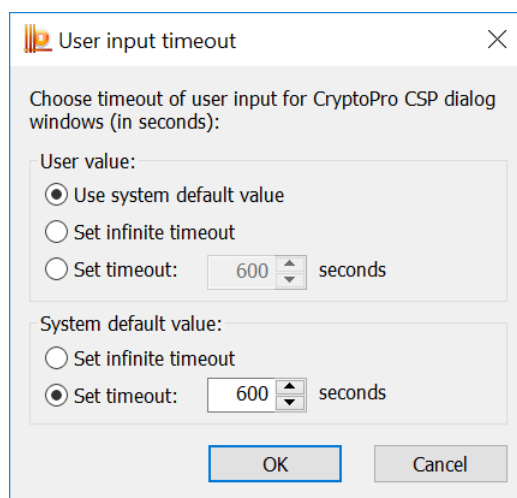 User input timeout
Choose timeout of user input for CryptoPro CSP dialog
windows (in seconds):
User value:
Use system default value
Set infinite timeout
Set timeout: 600 seconds
System default value:
Set infinite timeout
Set timeout: 600 seconds
OK Cancel